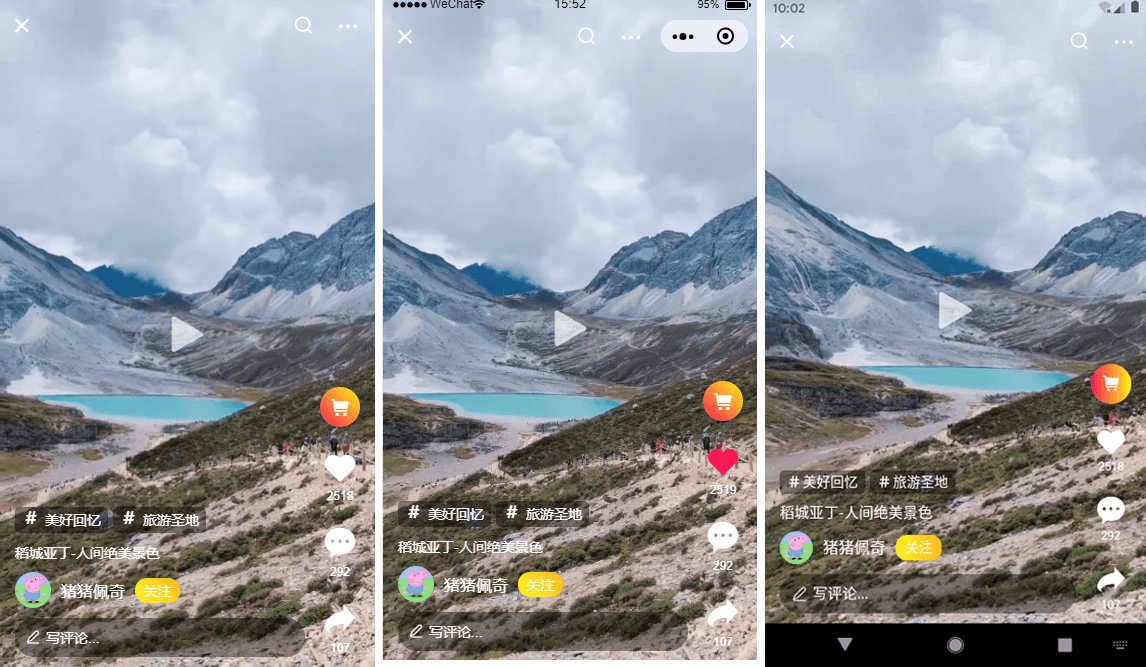 2518
# 美好回忆 # 旅游圣地
稻城亚丁-人间绝美景色
292
猪猪佩奇 关注
写评论...
107
WeChat 15:52 95%
2519
# 美好回忆 # 旅游圣地
稻城亚丁-人间绝美景色
292
猪猪佩奇 关注
写评论...
107
10:02
2518
# 美好回忆 # 旅游圣地
稻城亚丁-人间绝美景色
292
猪猪佩奇 关注
写评论...
107